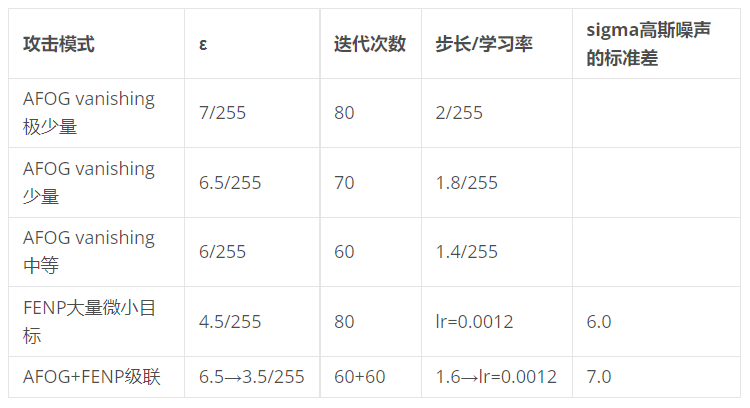 攻击模式 ε 迭代次数 步长/学习率 sigma高斯噪声
的标准差
AFOG vanishing
极少量 7/255 80 2/255
AFOG vanishing
少量 6.5/255 70 1.8/255
AFOG vanishing
中等 6/255 60 1.4/255
FENP大量微小目
标 4.5/255 80 lr=0.0012 6.0
AFOG+FENP级联 6.5→3.5/255 60+60 1.6→lr=0.0012 7.0